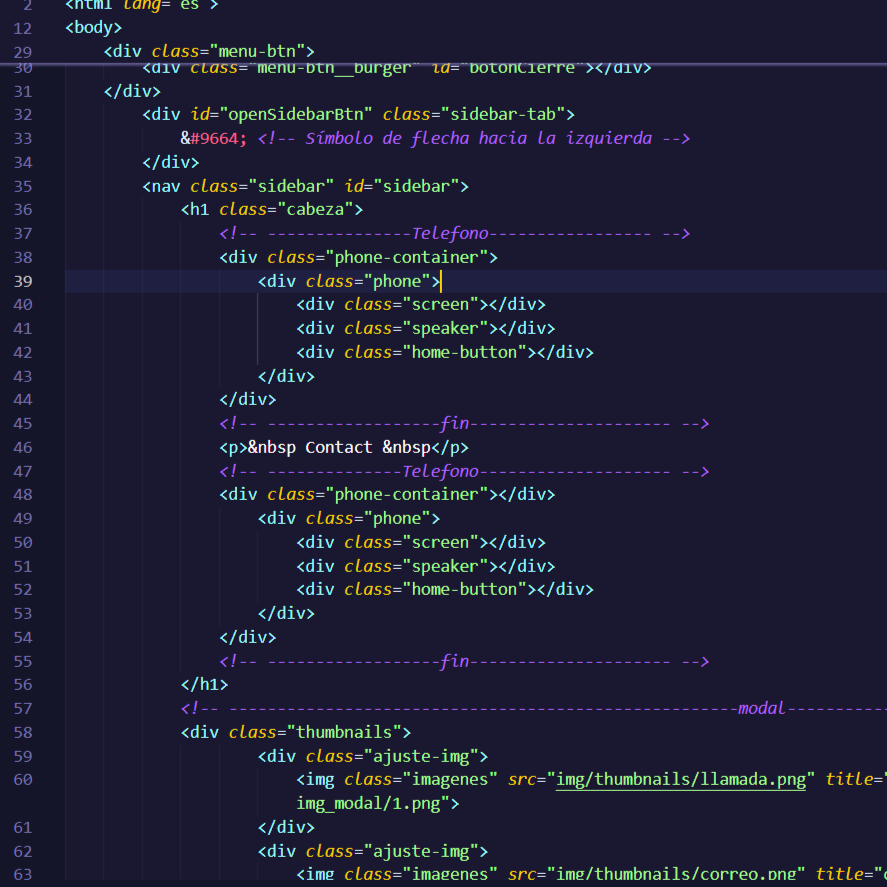 2 <html lang="es">
12 <body>
29 <div class="menu-btn">
30 <div class="menu-btn__burger" id="botonCierre"></div>
31 </div>
32 <div id="openSidebarBtn" class="sidebar-tab">
33 &#9664; <!-- Símbolo de flecha hacia la izquierda -->
34 </div>
35 <nav class="sidebar" id="sidebar">
36 <h1 class="cabeza">
37 <!-- ---------------Telefono----------------- -->
38 <div class="phone-container">
39 <div class="phone">
40 <div class="screen"></div>
41 <div class="speaker"></div>
42 <div class="home-button"></div>
43 </div>
44 </div>
45 <!-- ------------------fin--------------------- -->
46 <p>&nbsp Contact &nbsp</p>
47 <!-- --------------Telefono-------------------- -->
48 <div class="phone-container"></div>
49 <div class="phone">
50 <div class="screen"></div>
51 <div class="speaker"></div>
52 <div class="home-button"></div>
53 </div>
54 </div>
55 <!-- ------------------fin--------------------- -->
56 </h1>
57 <!-- -----------------------------------------------------modal----------
58 <div class="thumbnails">
59 <div class="ajuste-img">
60 <img class="imagenes" src="img/thumbnails/llamada.png" title="
img_modal/1.png">
61 </div>
62 <div class="ajuste-img">
63 <img class="imagenes" src="img/thumbnails/correo.png" title="